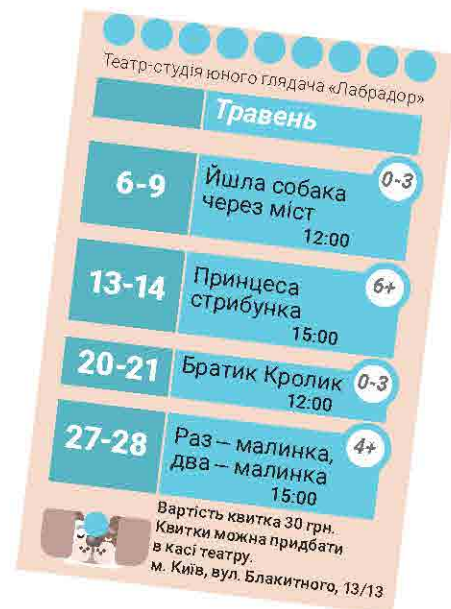 Театр-студія юного глядача «Лабрадор»
Травень
6-9
Йшла собака
через міст
12:00
0-3
13-14
Принцеса
стрибунка
15:00
6+
20-21
Братик Кролик
12:00
0-3
27-28
Раз – малинка,
два – малинка
15:00
4+
Вартість квитка 30 грн.
Квитки можна придбати
в касі театру.
м. Київ, вул. Блакитного, 13/13